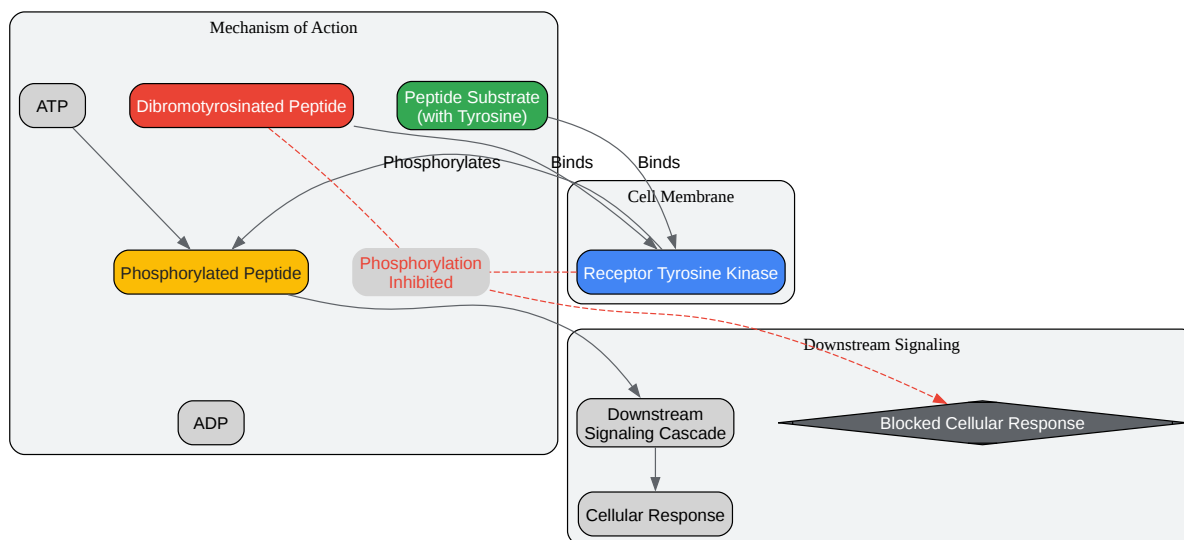 Mechanism of Action
ATP
Dibromotyrosinated Peptide
Peptide Substrate
(with Tyrosine)
Phosphorylates
Binds
Binds
Cell Membrane
Phosphorylated Peptide
Phosphorylation
Inhibited
Receptor Tyrosine Kinase
Downstream Signaling
ADP
Downstream
Signaling Cascade
Blocked Cellular Response
Cellular Response